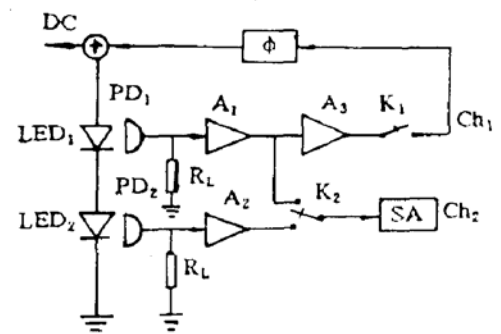 DC
+
Φ
PD₁
A₁
A₃
K₁
Ch₁
LED₁
PD₂
R_L
K₂
LED₂
A₂
SA
Ch₂
R_L